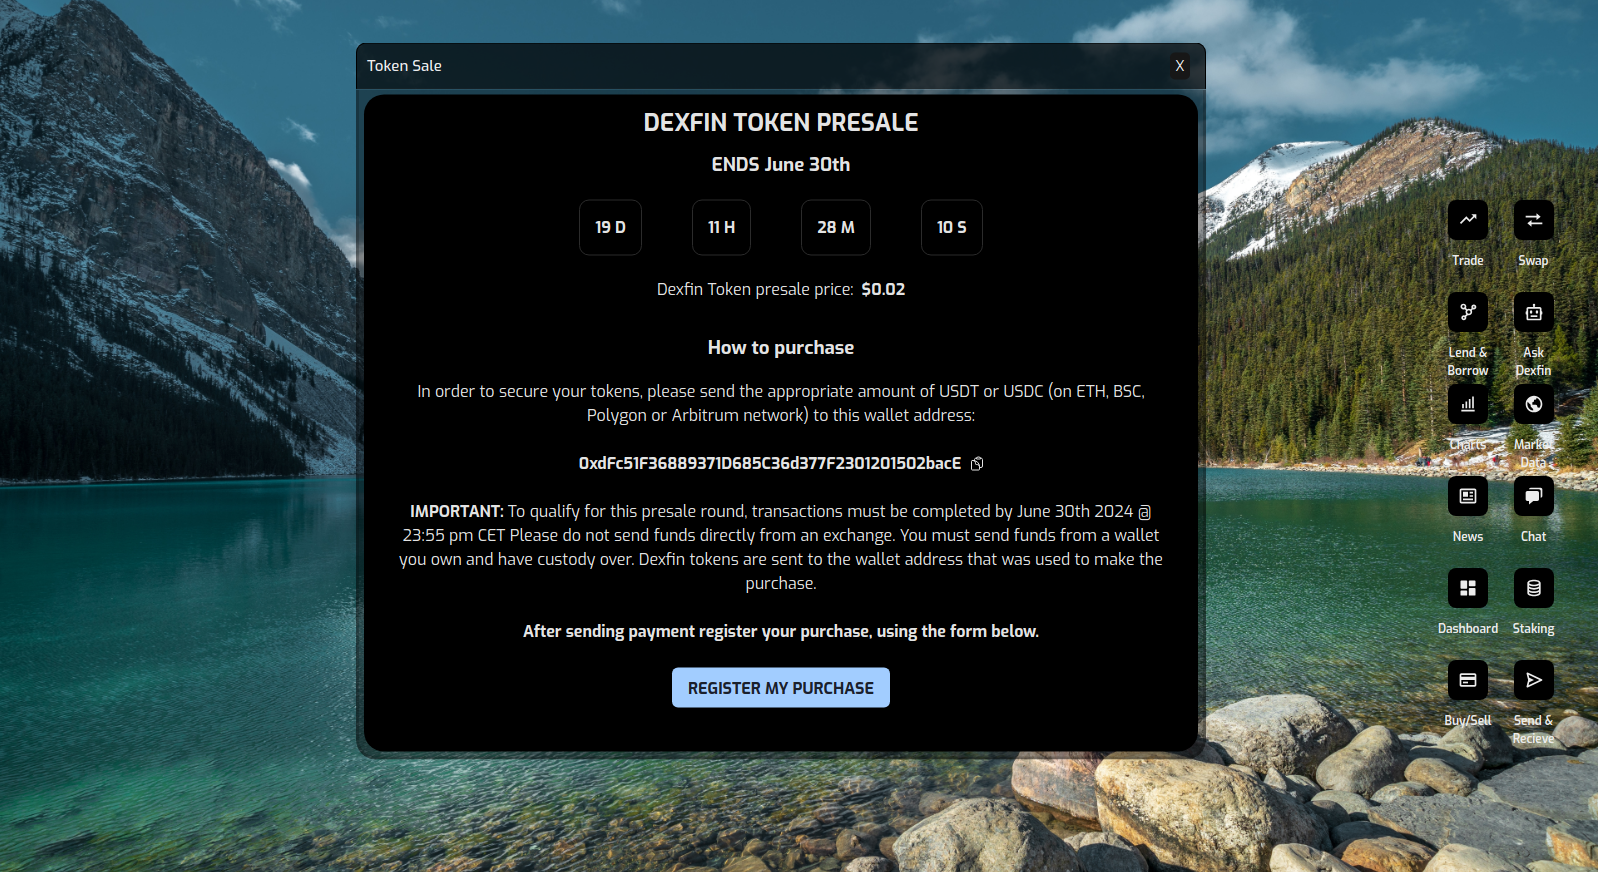 Token Sale
X
DEXFIN TOKEN PRESALE
ENDS June 30th
19 D
11 H
28 M
10 S
Dexfin Token presale price: $0.02
How to purchase
In order to secure your tokens, please send the appropriate amount of USDT or USDC (on ETH, BSC,
Polygon or Arbitrum network) to this wallet address:
0xdFc51F36889371D685C36d377F2301201502bacE
IMPORTANT: To qualify for this presale round, transactions must be completed by June 30th 2024 @
23:55 pm CET Please do not send funds directly from an exchange. You must send funds from a wallet
you own and have custody over. Dexfin tokens are sent to the wallet address that was used to make the
purchase.
After sending payment register your purchase, using the form below.
REGISTER MY PURCHASE
Trade
Swap
Lend &
Borrow
Ask
Dexfin
Charts
Market
Data
News
Chat
Dashboard
Staking
Buy/Sell
Send &
Recieve